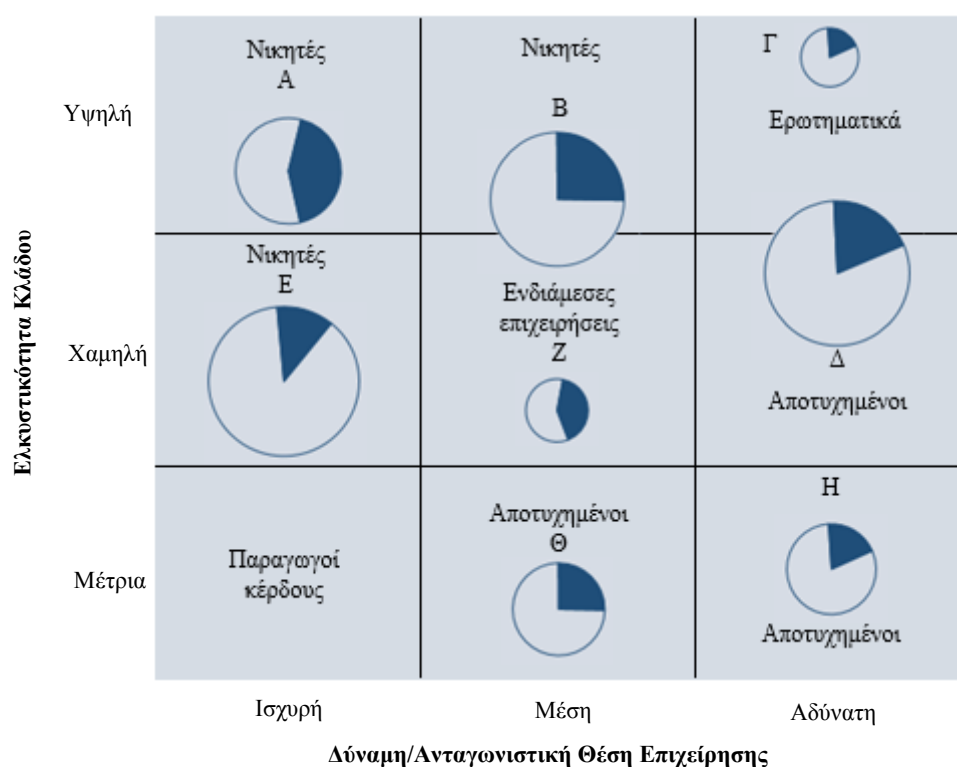 Νικητές
Α
Νικητές
Β
Γ
Ερωτηματικά
Υψηλή
Νικητές
Ε
Ενδιάμεσες
επιχειρήσεις
Ζ
Δ
Αποτυχημένοι
Χαμηλή
Ελκυστικότητα Κλάδου
Παραγωγοί
κέρδους
Αποτυχημένοι
Θ
Η
Αποτυχημένοι
Μέτρια
Ισχυρή
Μέση
Αδύνατη
Δύναμη/Ανταγωνιστική Θέση Επιχείρησης